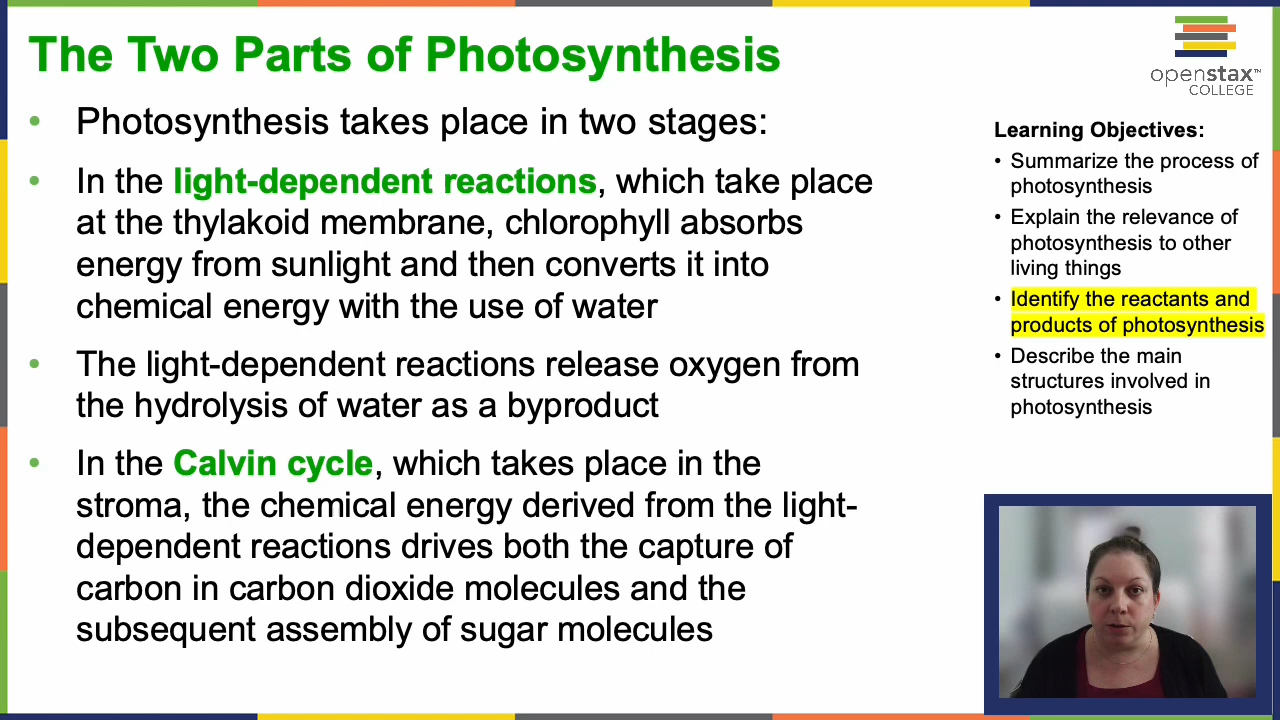 The Two Parts of Photosynthesis
• Photosynthesis takes place in two stages:
• In the light-dependent reactions, which take place
at the thylakoid membrane, chlorophyll absorbs
energy from sunlight and then converts it into
chemical energy with the use of water
• The light-dependent reactions release oxygen from
the hydrolysis of water as a byproduct
• In the Calvin cycle, which takes place in the
stroma, the chemical energy derived from the light-
dependent reactions drives both the capture of
carbon in carbon dioxide molecules and the
subsequent assembly of sugar molecules
openstax™
COLLEGE
Learning Objectives:
• Summarize the process of
photosynthesis
• Explain the relevance of
photosynthesis to other
living things
• Identify the reactants and
products of photosynthesis
• Describe the main
structures involved in
photosynthesis